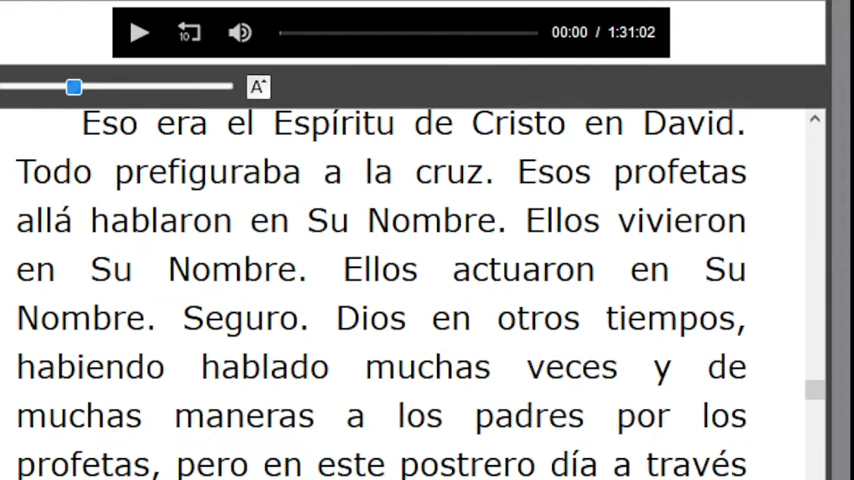 10
00:00 / 1:31:02
A^
Eso era el Espíritu de Cristo en David.
Todo prefiguraba a la cruz. Esos profetas
allá hablaron en Su Nombre. Ellos vivieron
en Su Nombre. Ellos actuaron en Su
Nombre. Seguro. Dios en otros tiempos,
habiendo hablado muchas veces y de
muchas maneras a los padres por los
profetas, pero en este postrero día a través